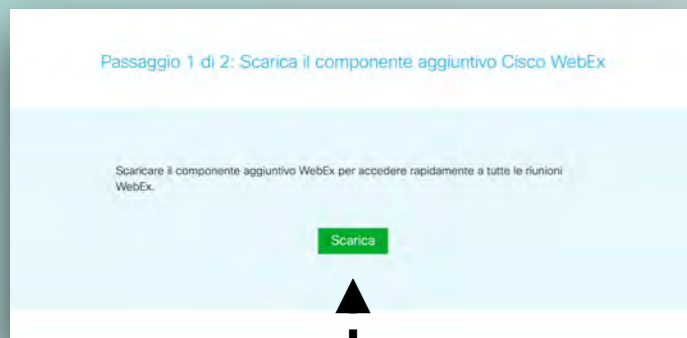 Passaggio 1 di 2: Scarica il componente aggiuntivo Cisco WebEx
Scaricare il componente aggiuntivo WebEx per accedere rapidamente a tutte le riunioni
WebEx.
Scarica